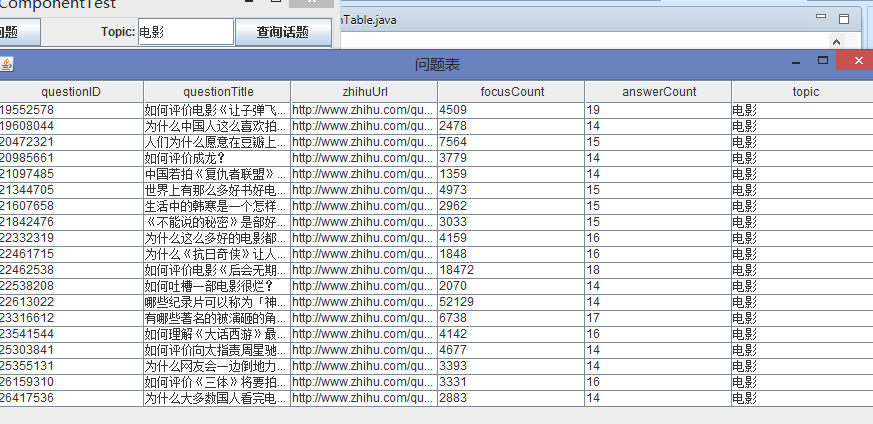 ComponentTest
nTable.java
问题 Topic: 电影 查询话题
问题表
questionID questionTitle zhihuUrl focusCount answerCount topic
19552578 如何评价电影《让子弹飞... http://www.zhihu.com/qu... 4509 19 电影
19608044 为什么中国人这么喜欢拍... http://www.zhihu.com/qu... 2478 14 电影
20472321 人们为什么愿意在豆瓣上... http://www.zhihu.com/qu... 7564 15 电影
20985661 如何评价成龙? http://www.zhihu.com/qu... 3779 14 电影
21097485 中国若拍《复仇者联盟》... http://www.zhihu.com/qu... 1359 14 电影
21344705 世界上有那么多好书好电... http://www.zhihu.com/qu... 4973 15 电影
21607658 生活中的韩寒是一个怎样... http://www.zhihu.com/qu... 2962 15 电影
21842476 《不能说的秘密》是部好... http://www.zhihu.com/qu... 3033 15 电影
22332319 为什么这么多好的电影都... http://www.zhihu.com/qu... 4159 16 电影
22461715 为什么《抗日奇侠》让人... http://www.zhihu.com/qu... 1848 16 电影
22462538 如何评价电影《后会无期... http://www.zhihu.com/qu... 18472 18 电影
22538208 如何吐槽一部电影很烂? http://www.zhihu.com/qu... 2070 14 电影
22613022 哪些纪录片可以称为「神... http://www.zhihu.com/qu... 52129 14 电影
23316612 有哪些著名的被演砸的角... http://www.zhihu.com/qu... 6738 17 电影
23541544 如何理解《大话西游》最... http://www.zhihu.com/qu... 4142 16 电影
25303841 如何评价向太指责周星驰... http://www.zhihu.com/qu... 4677 14 电影
25355131 为什么网友会一边倒地力... http://www.zhihu.com/qu... 3393 14 电影
26159310 如何评价《三体》将要拍... http://www.zhihu.com/qu... 3331 16 电影
26417536 为什么大多数国人看完电... http://www.zhihu.com/qu... 2883 14 电影